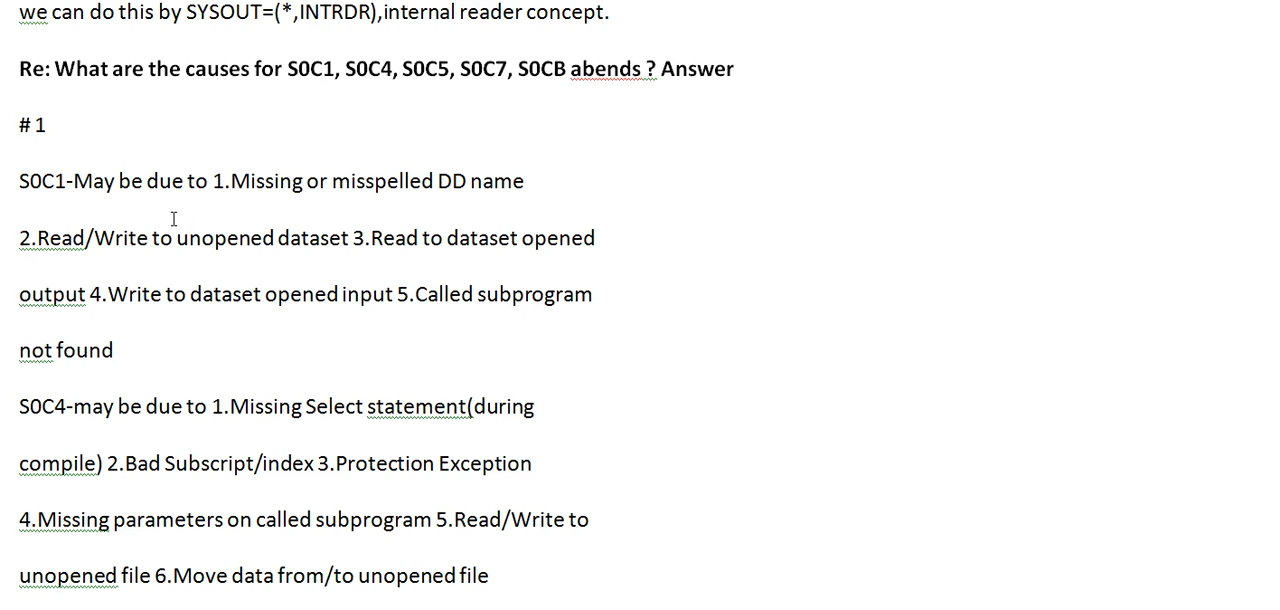 we can do this by SYSOUT=(*,INTRDR),internal reader concept.
Re: What are the causes for S0C1, S0C4, S0C5, S0C7, S0CB abends ? Answer
# 1
S0C1-May be due to 1.Missing or misspelled DD name
2.Read/Write to unopened dataset 3.Read to dataset opened
output 4.Write to dataset opened input 5.Called subprogram
not found
S0C4-may be due to 1.Missing Select statement(during
compile) 2.Bad Subscript/index 3.Protection Exception
4.Missing parameters on called subprogram 5.Read/Write to
unopened file 6.Move data from/to unopened file